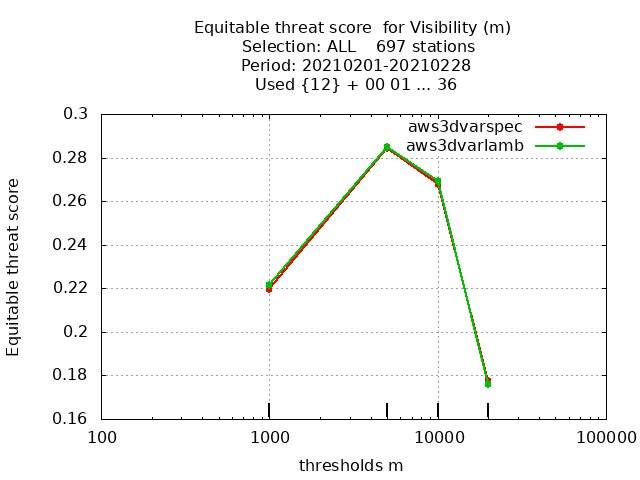 Equitable threat score  for Visibility (m)
Selection: ALL    697 stations
Period: 20210201-20210228
Used {12} + 00 01 ... 36
aws3dvarspec
aws3dvarlamb
Equitable threat score
0.3
0.28
0.26
0.24
0.22
0.2
0.18
0.16
100 1000 10000 100000
thresholds m